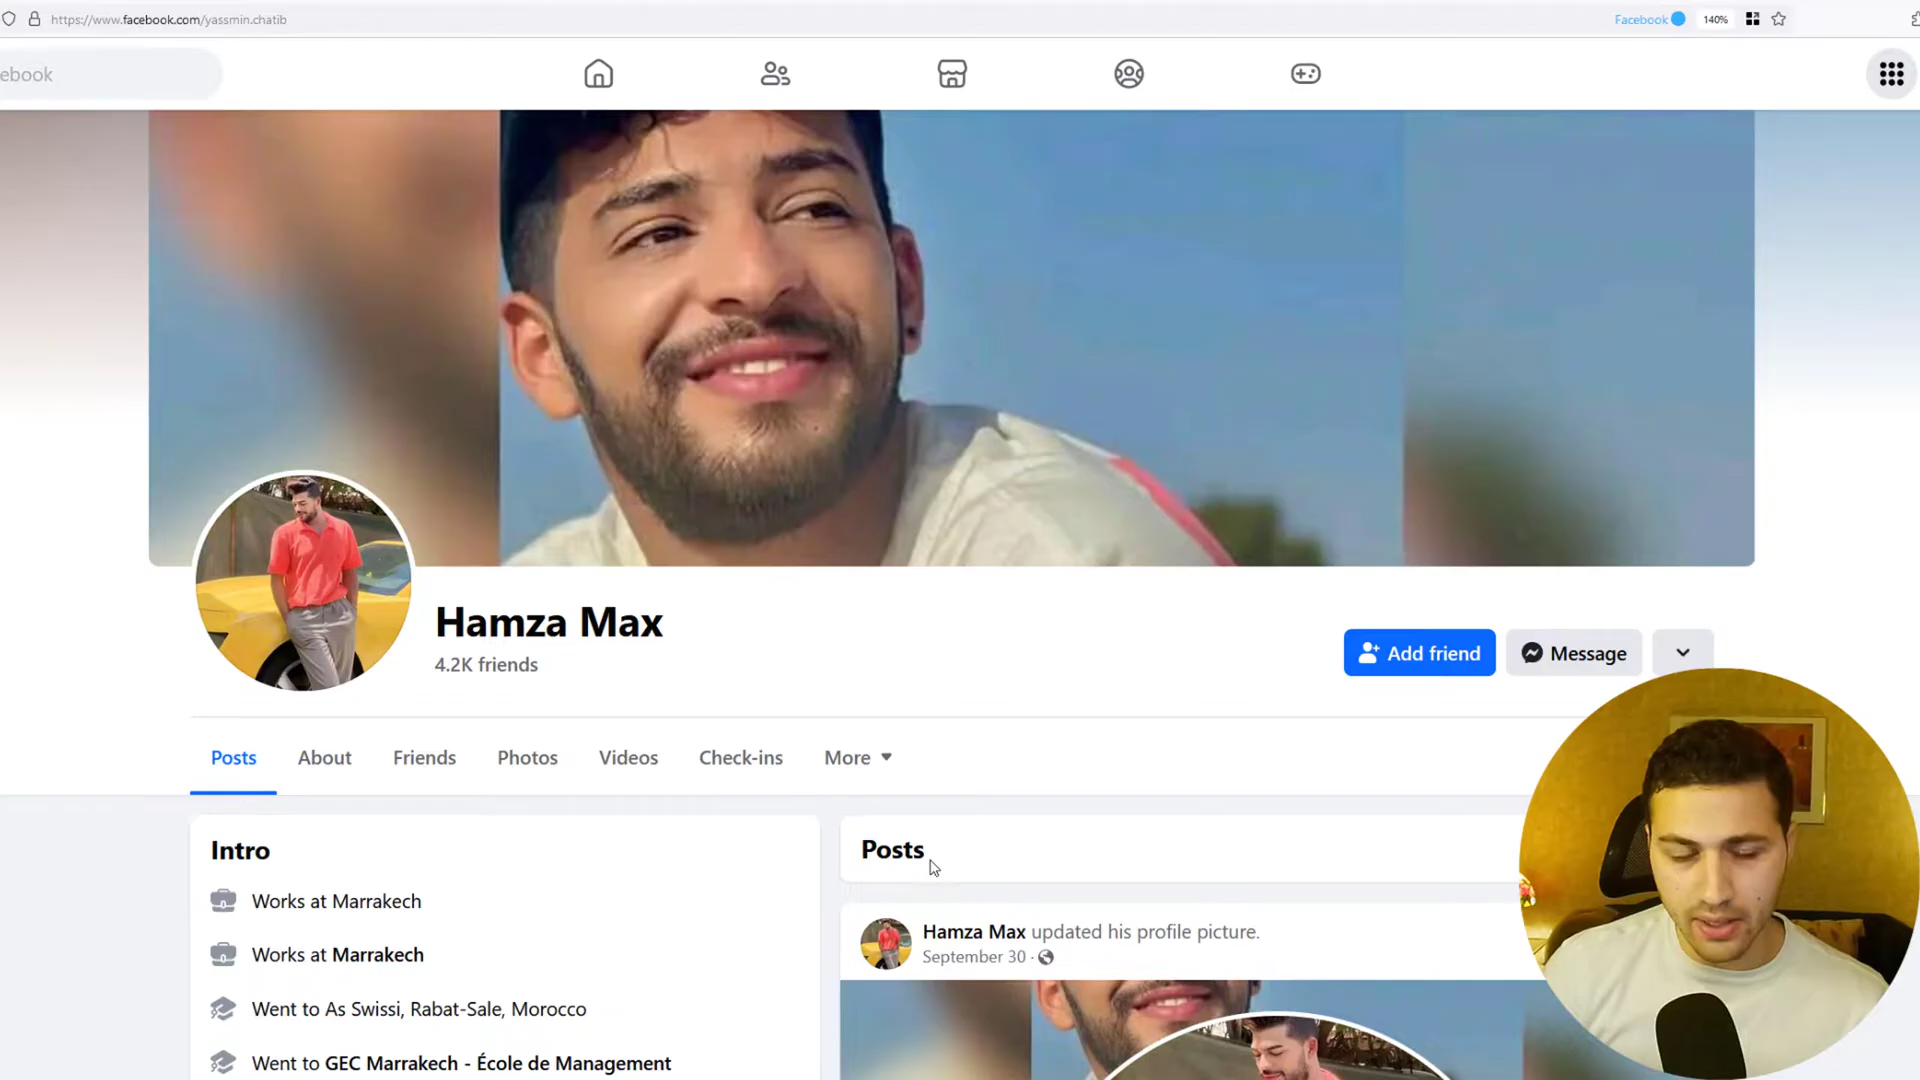 https://www.facebook.com/yassmin.chatib
Facebook
140%
ebook
Hamza Max
4.2K friends
Add friend
Message
Posts
About
Friends
Photos
Videos
Check-ins
More
Intro
Works at Marrakech
Works at Marrakech
Went to As Swissi, Rabat-Sale, Morocco
Went to GEC Marrakech - École de Management
Posts
Hamza Max updated his profile picture.
September 30 ·